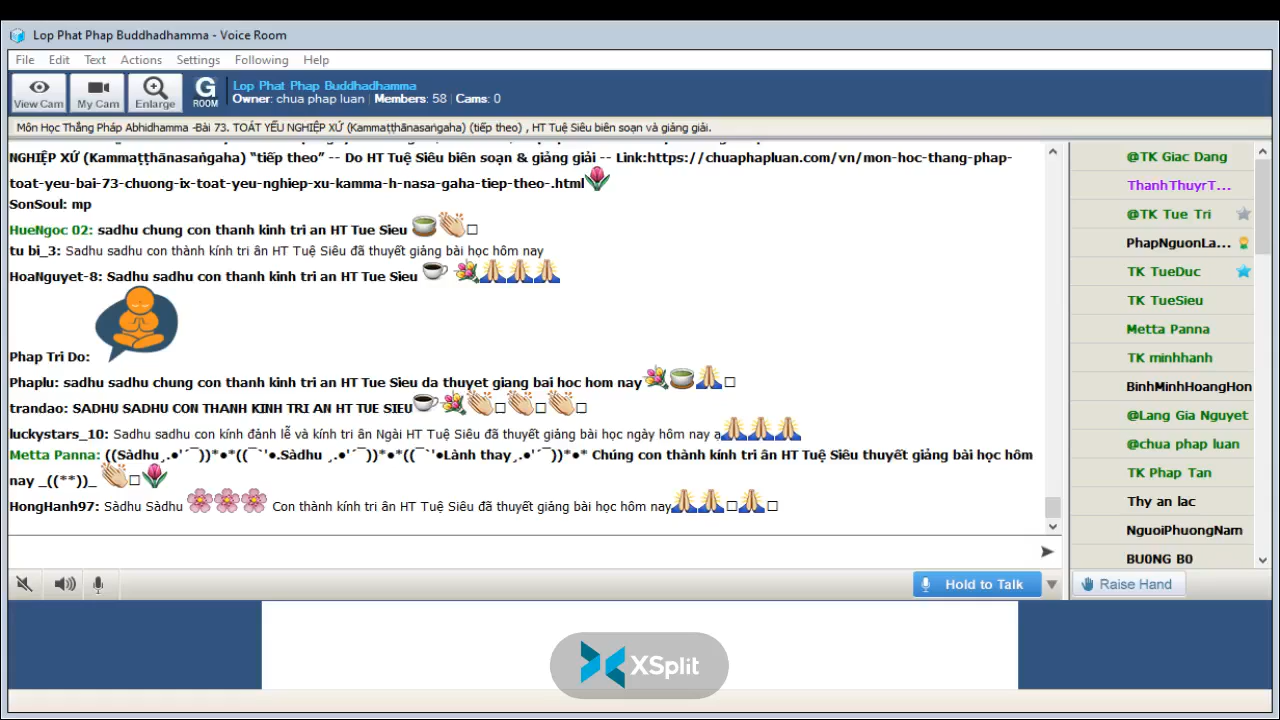 Lop Phat Phap Buddhadhamma - Voice Room
File Edit Text Actions Settings Following Help
View Cam My Cam Enlarge G ROOM
Lop Phat Phap Buddhadhamma
Owner: chua phap luan | Members: 58 | Cams: 0
Môn Học Thắng Pháp Abhidhamma -Bài 73. TOÁT YẾU NGHIỆP XỨ (Kammaṭṭhānasaṅgaha) (tiếp theo) , HT Tuệ Siêu biên soạn và giảng giải.
NGHIỆP XỨ (Kammaṭṭhānasaṅgaha) “tiếp theo” -- Do HT Tuệ Siêu biên soạn & giảng giải -- Link:https://chuaphapluan.com/vn/mon-hoc-thang-phap-
toat-yeu-bai-73-chuong-ix-toat-yeu-nghiep-xu-kamma-h-nasa-gaha-tiep-theo-.html
SonSoul: mp
HueNgoc 02: sadhu chung con thanh kinh tri an HT Tue Sieu
tu bi_3: Sadhu sadhu con thành kính tri ân HT Tuệ Siêu đã thuyết giảng bài học hôm nay
HoaNguyet-8: Sadhu sadhu con thanh kinh tri an HT Tue Sieu
Phap Tri Do:
Phaplu: sadhu sadhu chung con thanh kinh tri an HT Tue Sieu da thuyet giang bai hoc hom nay
trandao: SADHU SADHU CON THANH KINH TRI AN HT TUE SIEU
luckystars_10: Sadhu sadhu con kính đảnh lễ và kính tri ân Ngài HT Tuệ Siêu đã thuyết giảng bài học ngày hôm nay ạ
Metta Panna: ((Sàdhu¸.•'´¯))*•*((¯`'•.Sàdhu ¸.•'´¯))*•*((¯`'•Lành thay¸.•'´¯))*•* Chúng con thành kính tri ân HT Tuệ Siêu thuyết giảng bài học hôm
nay _((**))_
HongHanh97: Sàdhu Sàdhu Con thành kính tri ân HT Tuệ Siêu đã thuyết giảng bài học hôm nay
Hold to Talk
@TK Giac Dang
ThanhThuyrT...
@TK Tue Tri
PhapNguonLa...
TK TueDuc
TK TueSieu
Metta Panna
TK minhhanh
BinhMinhHoangHon
@Lang Gia Nguyet
@chua phap luan
TK Phap Tan
Thy an lac
NguoiPhuongNam
BU0NG B0
Raise Hand
XSplit